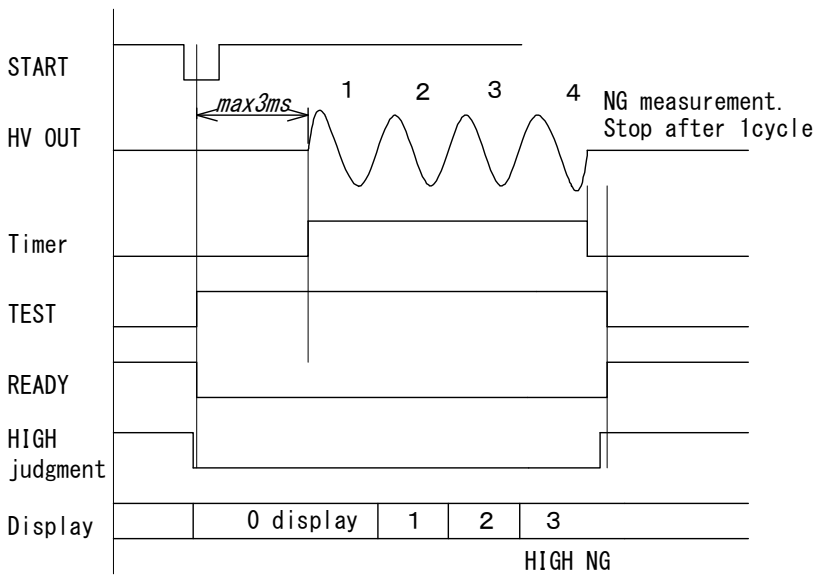 START
max3ms
1 2 3 4
NG measurement.
Stop after 1cycle
HV OUT
Timer
TEST
READY
HIGH
judgment
Display 0 display 1 2 3
HIGH NG